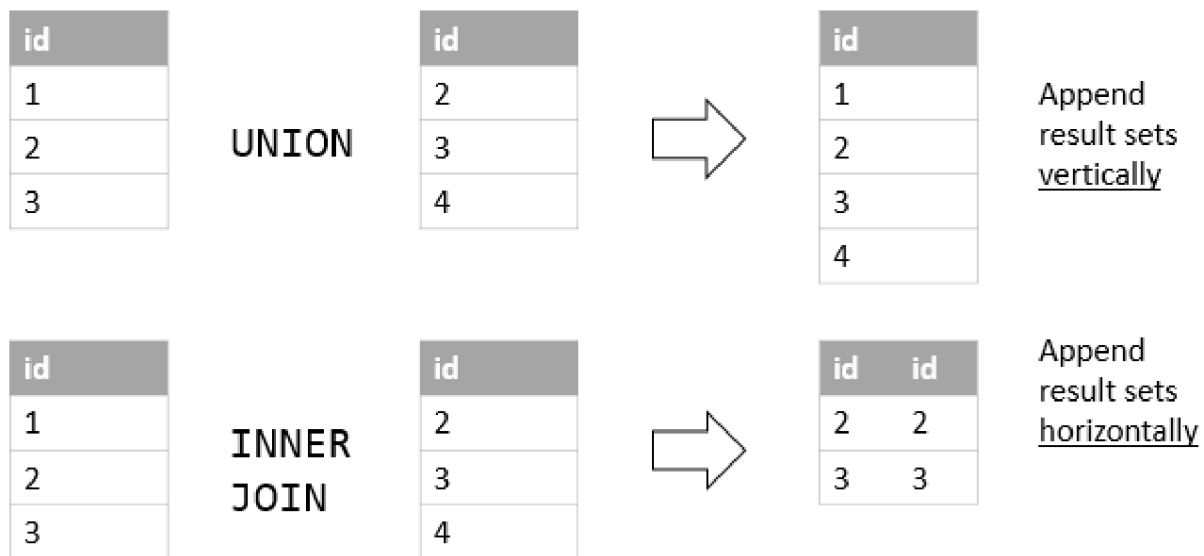 id
1
2
3
UNION
id
2
3
4
id
1
2
3
4
Append
result sets
vertically
id
1
2
3
INNER
JOIN
id
2
3
4
id id
2 2
3 3
Append
result sets
horizontally